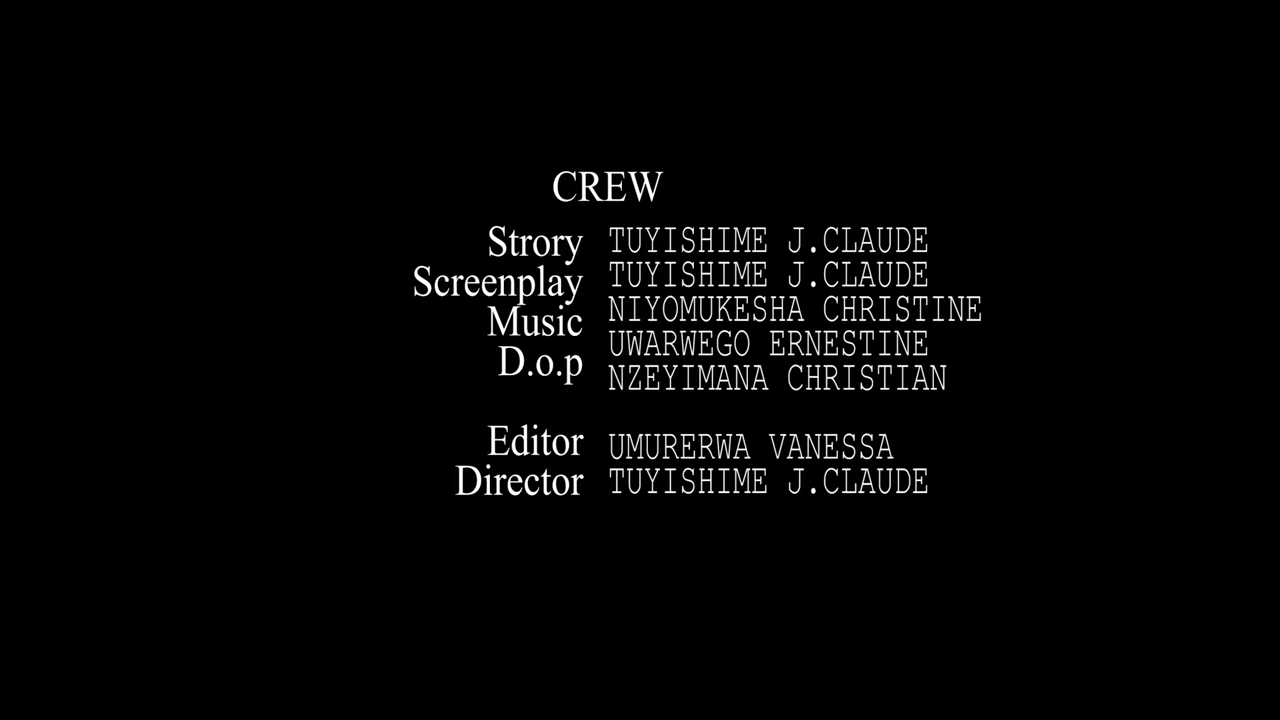 CREW
Strory TUYISHIME J.CLAUDE
Screenplay TUYISHIME J.CLAUDE
Music NIYOMUKESHA CHRISTINE
D.o.p UWARWEGO ERNESTINE
NZEYIMANA CHRISTIAN
Editor UMURERWA VANESSA
Director TUYISHIME J.CLAUDE